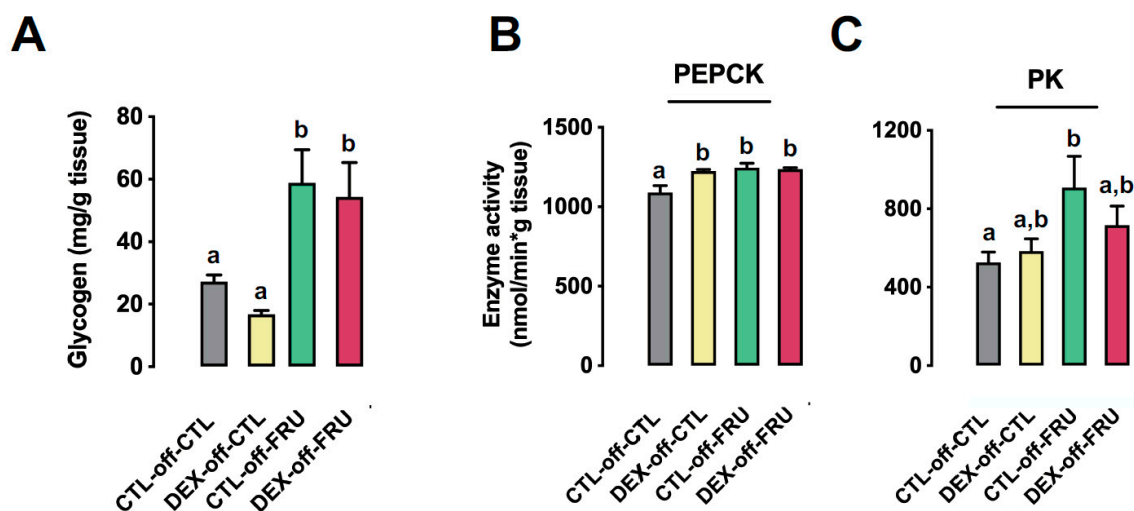 A
Glycogen (mg/g tissue)
80
60
40
20
0
a
a
b
b
CTL-off-CTL
DEX-off-CTL
CTL-off-FRU
DEX-off-FRU
B
PEPCK
Enzyme activity
(nmol/min*g tissue)
1500
1000
500
0
a
b
b
b
CTL-off-CTL
DEX-off-CTL
CTL-off-FRU
DEX-off-FRU
C
PK
1200
800
400
0
a
a,b
b
a,b
CTL-off-CTL
DEX-off-CTL
CTL-off-FRU
DEX-off-FRU